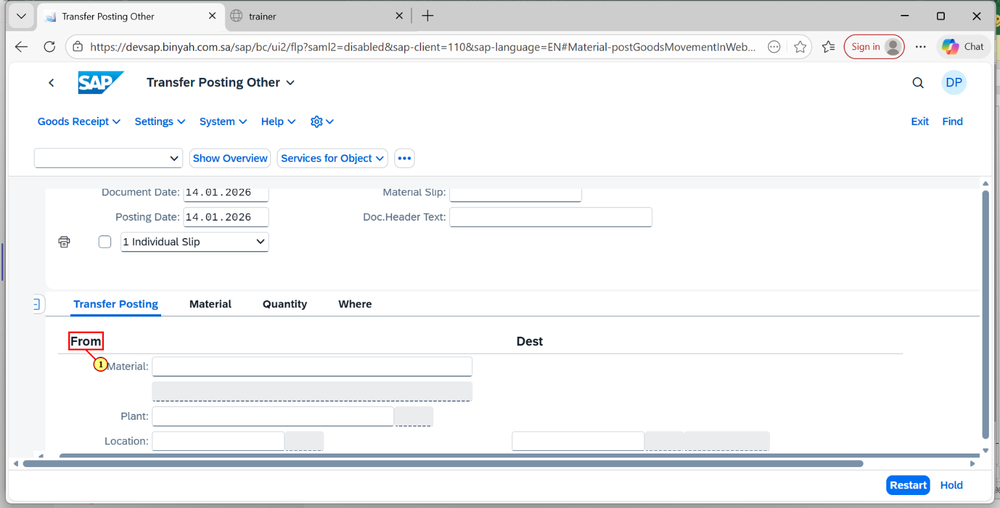 Transfer Posting Other
trainer
https://devsap.binyah.com.sa/sap/bc/ui2/flp?saml2=disabled&sap-client=110&sap-language=EN#Material-postGoodsMovementInWeb...
Sign in
Chat
SAP
Transfer Posting Other
DP
Goods Receipt
Settings
System
Help
Exit
Find
Show Overview
Services for Object
Document Date: 14.01.2026
Material Slip:
Posting Date: 14.01.2026
Doc.Header Text:
1 Individual Slip
Transfer Posting
Material
Quantity
Where
From
Dest
1
Material:
Plant:
Location:
Restart
Hold